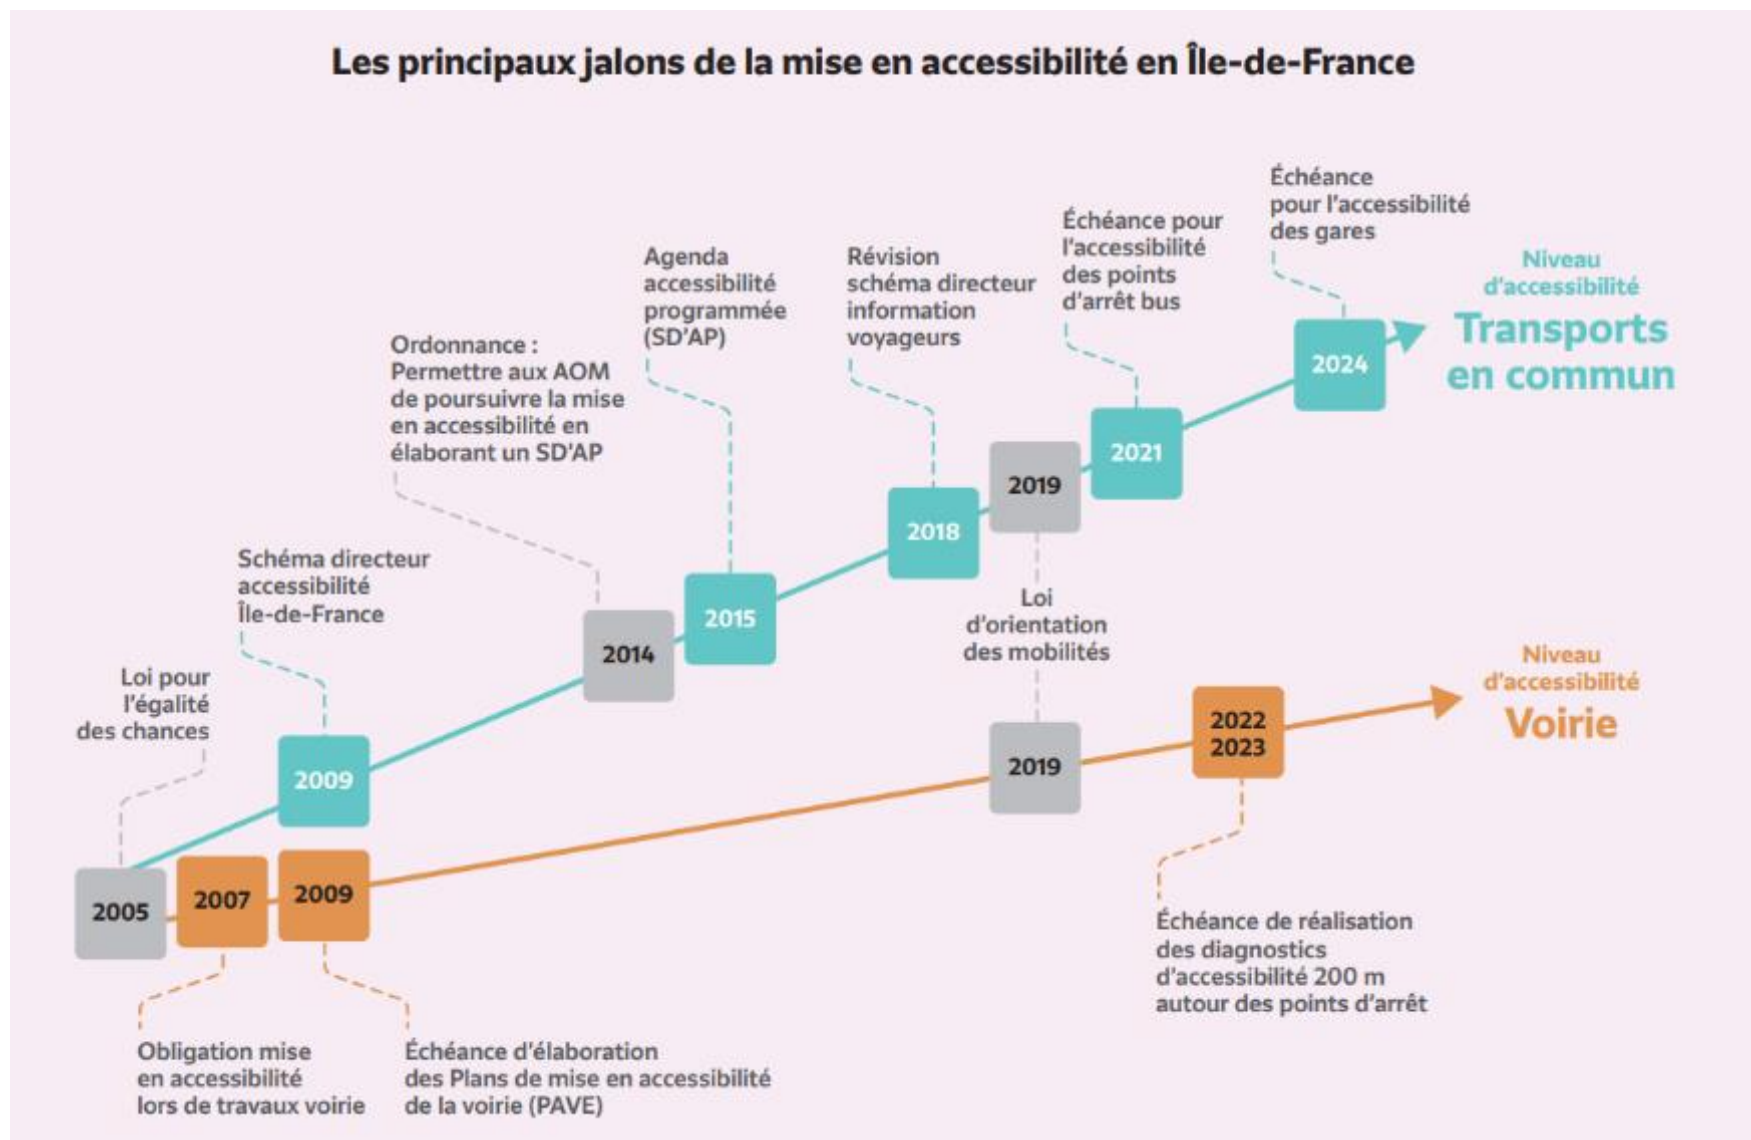 Les principaux jalons de la mise en accessibilité en Île-de-France
Échéance
pour l'accessibilité
des gares
Échéance pour
l'accessibilité
des points
d'arrêt bus
Niveau
d'accessibilité
Transports
en commun
Agenda
accessibilité
programmée
(SD'AP)
Révision
schéma directeur
information
voyageurs
Ordonnance :
Permettre aux AOM
de poursuivre la mise
en accessibilité en
élaborant un SD'AP
2024
2021
2019
2018
Schéma directeur
accessibilité
Île-de-France
2015
2014
Loi
d'orientation
des mobilités
Loi pour
l'égalité
des chances
Niveau
d'accessibilité
Voirie
2009
2019
2022
2023
2005
2007
2009
Échéance de réalisation
des diagnostics
d'accessibilité 200 m
autour des points d'arrêt
Obligation mise
en accessibilité
lors de travaux voirie
Échéance d'élaboration
des Plans de mise en accessibilité
de la voirie (PAVE)